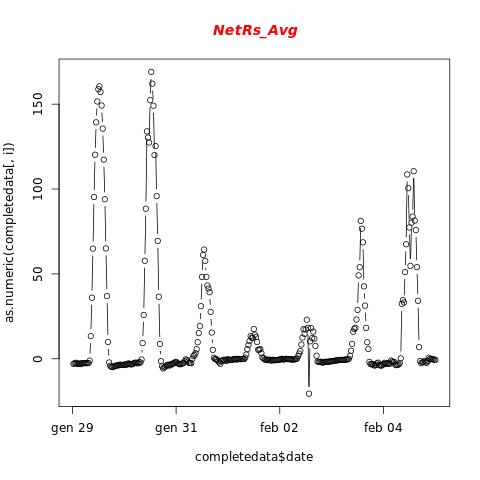 NetRs_Avg
as.numeric(completedata[, i])
150
100
50
0
gen 29 gen 31 feb 02 feb 04
completedata$date